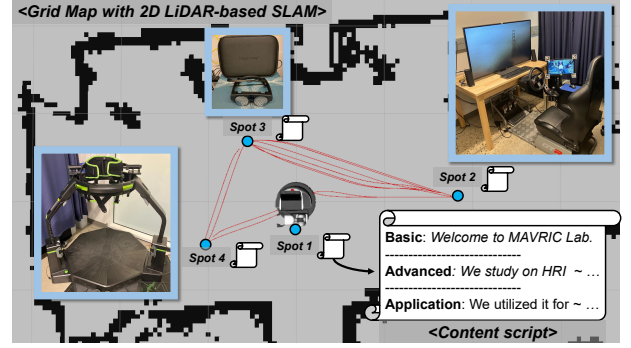 <Grid Map with 2D LiDAR-based SLAM>
Spot 3
Spot 2
Spot 1
Spot 4
Basic: Welcome to MAVRIC Lab.
------------------------------
Advanced: We study on HRI ~ …
------------------------------
Application: We utilized it for ~ …
<Content script>